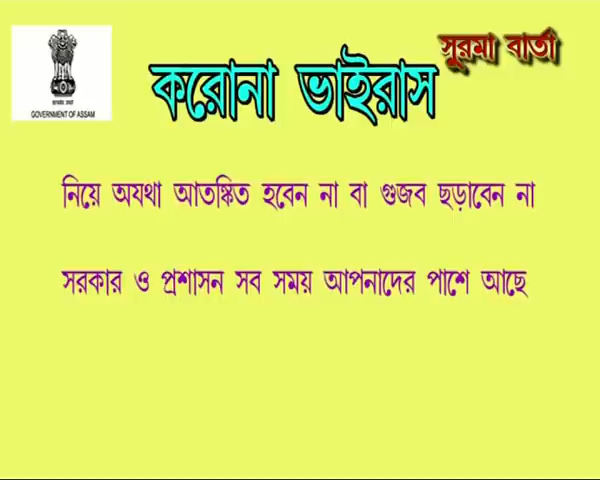 সুরমা বার্তা
করোনা ভাইরাস
GOVERNMENT OF ASSAM
নিয়ে অযথা আতঙ্কিত হবেন না বা গুজব ছড়াবেন না
সরকার ও প্রশাসন সব সময় আপনাদের পাশে আছে